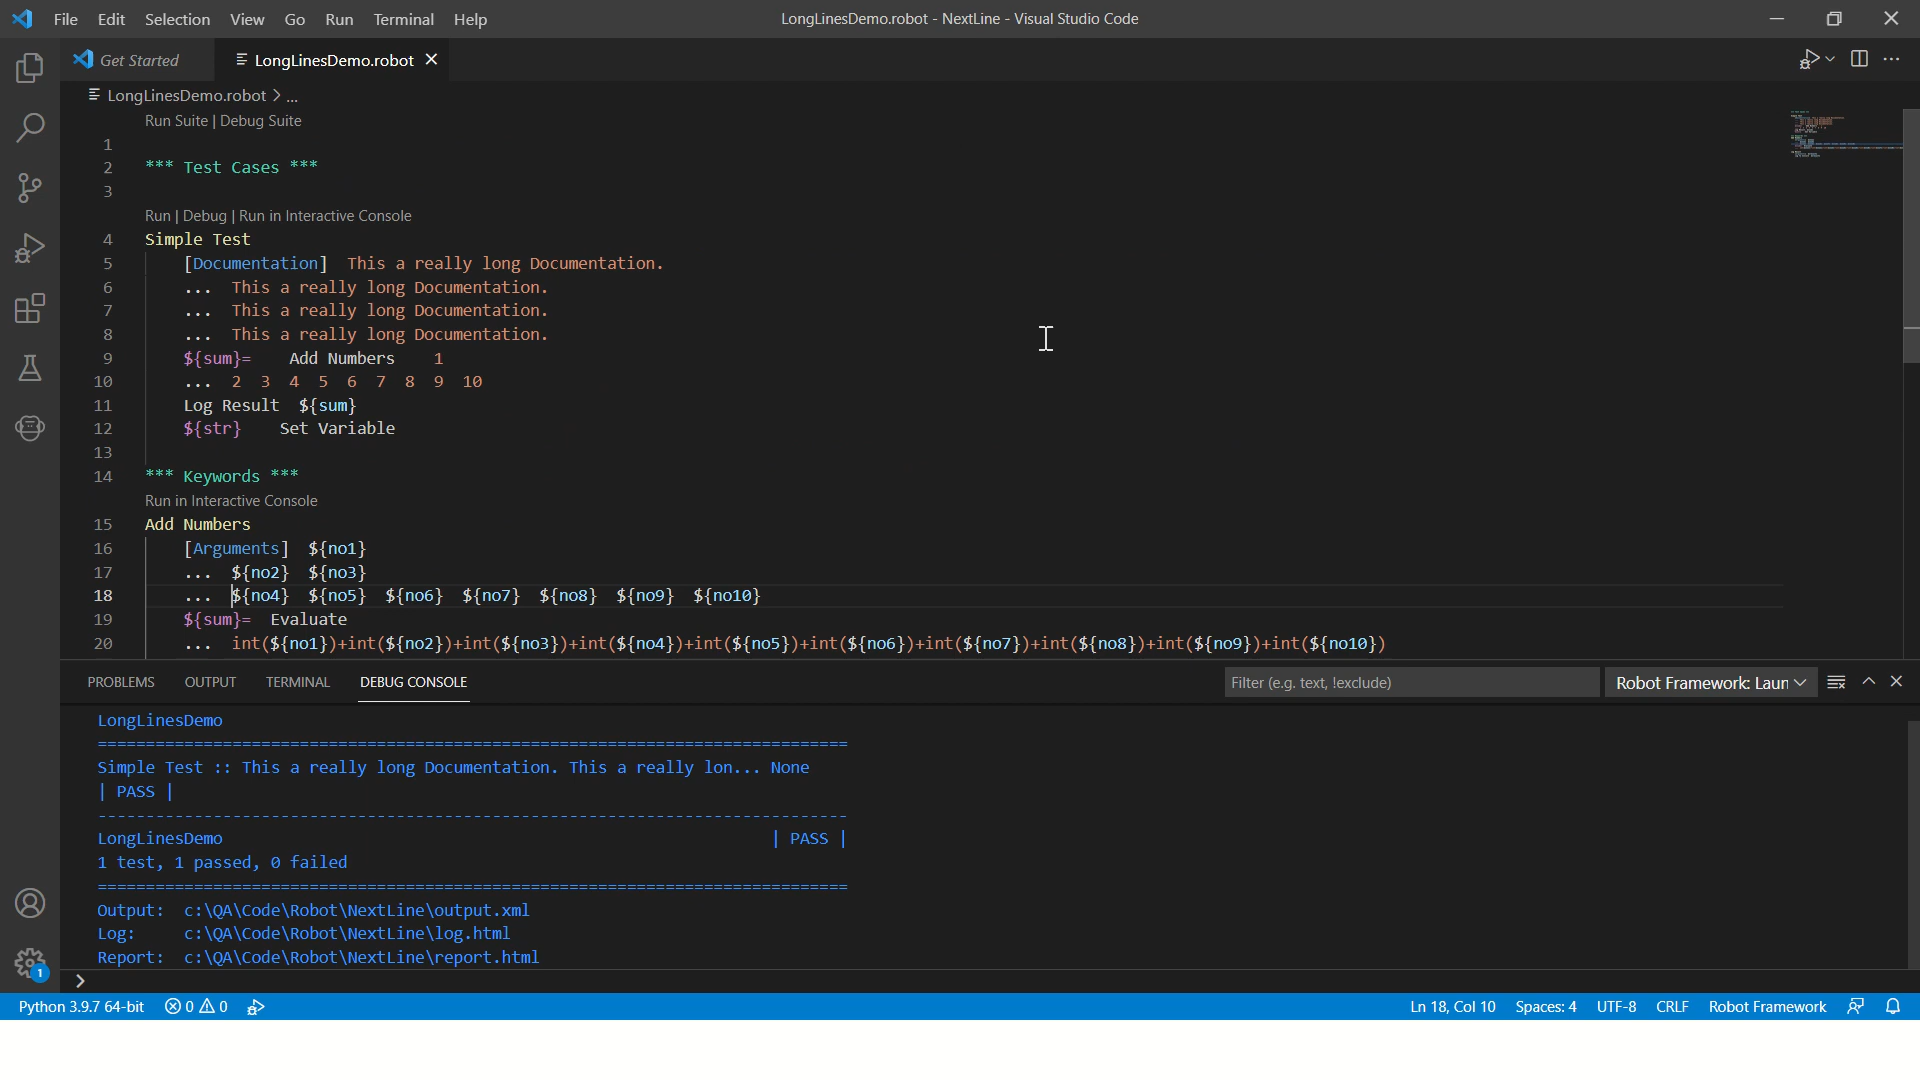 File Edit Selection View Go Run Terminal Help LongLinesDemo.robot - NextLine - Visual Studio Code
Get Started LongLinesDemo.robot
LongLinesDemo.robot > ...
Run Suite | Debug Suite
1
2 *** Test Cases ***
3
Run | Debug | Run in Interactive Console
4 Simple Test
5 [Documentation] This a really long Documentation.
6 ... This a really long Documentation.
7 ... This a really long Documentation.
8 ... This a really long Documentation.
9 ${sum}= Add Numbers 1
10 ... 2 3 4 5 6 7 8 9 10
11 Log Result ${sum}
12 ${str} Set Variable
13
14 *** Keywords ***
Run in Interactive Console
15 Add Numbers
16 [Arguments] ${no1}
17 ... ${no2} ${no3}
18 ... ${no4} ${no5} ${no6} ${no7} ${no8} ${no9} ${no10}
19 ${sum}= Evaluate
20 ... int(${no1})+int(${no2})+int(${no3})+int(${no4})+int(${no5})+int(${no6})+int(${no7})+int(${no8})+int(${no9})+int(${no10})
PROBLEMS OUTPUT TERMINAL DEBUG CONSOLE Filter (e.g. text, !exclude) Robot Framework: Laun
LongLinesDemo
==============================================================================
Simple Test :: This a really long Documentation. This a really lon... None
| PASS |
------------------------------------------------------------------------------
LongLinesDemo | PASS |
1 test, 1 passed, 0 failed
==============================================================================
Output: c:\QA\Code\Robot\NextLine\output.xml
Log: c:\QA\Code\Robot\NextLine\log.html
Report: c:\QA\Code\Robot\NextLine\report.html
>
1
Python 3.9.7 64-bit 0 0 Ln 18, Col 10 Spaces: 4 UTF-8 CRLF Robot Framework